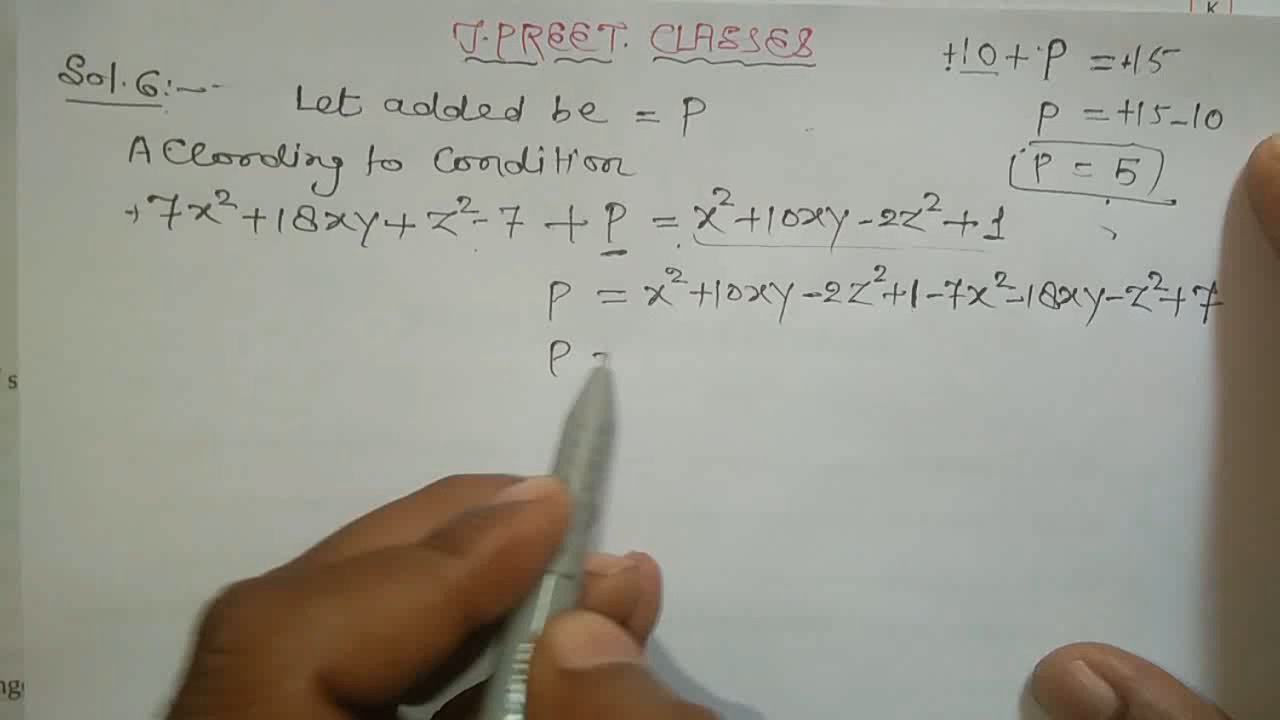 J.PREET. CLASSES
Sol.6:-
Let added be = P
According to Condition
7x²+18xy+z²-7 + P = x²+10xy-2z²+1
P = x²+10xy-2z²+1-7x²-18xy-z²+7
P =
+10+P = +15
P = +15-10
P = 5
K
s
ng